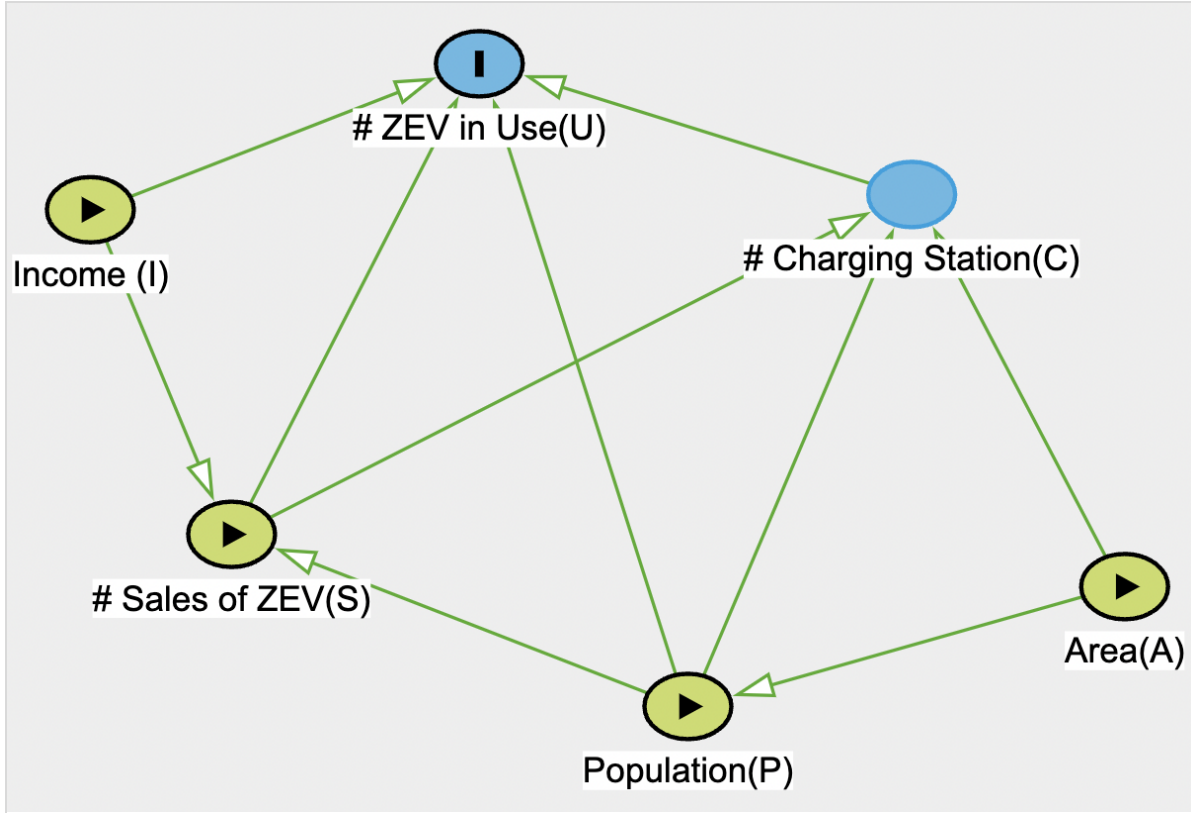 I
# ZEV in Use(U)
Income (I)
# Charging Station(C)
# Sales of ZEV(S)
Area(A)
Population(P)